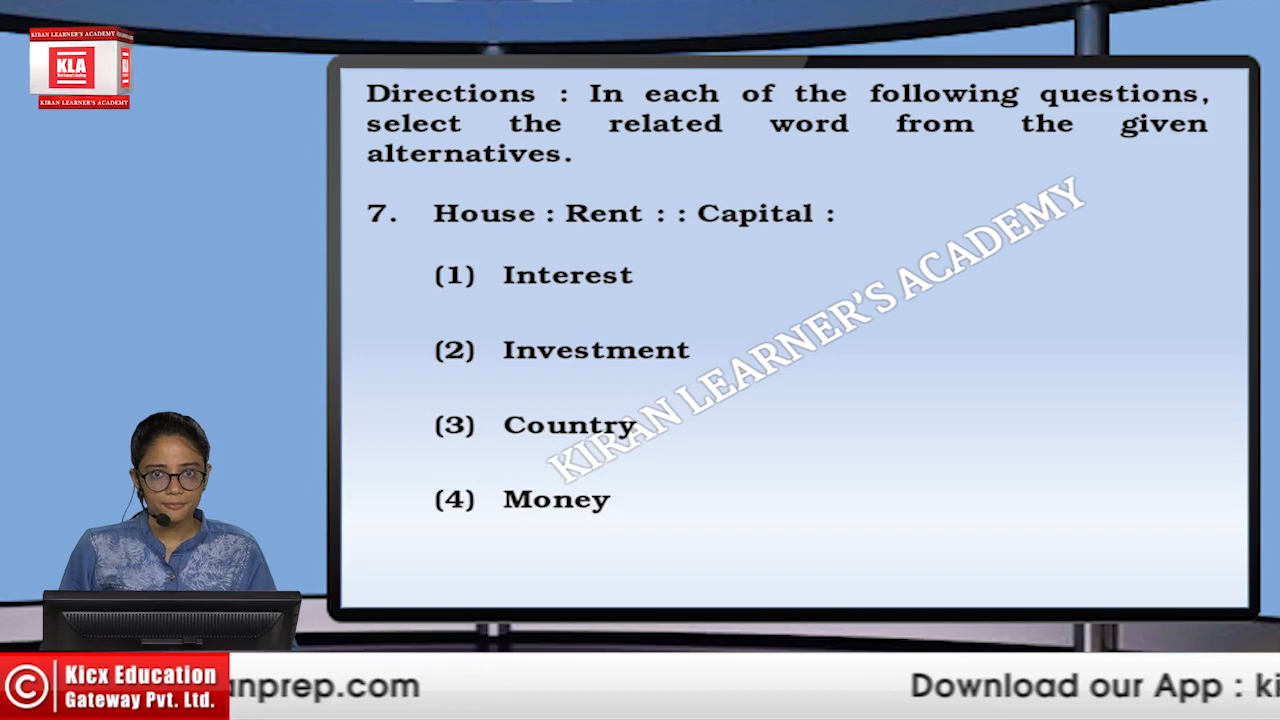 KIRAN LEARNER'S ACADEMY
KLA
KIRAN LEARNER'S ACADEMY
Directions : In each of the following questions,
select the related word from the given
alternatives.
7. House : Rent : : Capital :
(1) Interest
(2) Investment
(3) Country
(4) Money
KIRAN LEARNER'S ACADEMY
© Kicx Education
Gateway Pvt. Ltd.
anprep.com
Download our App : ki